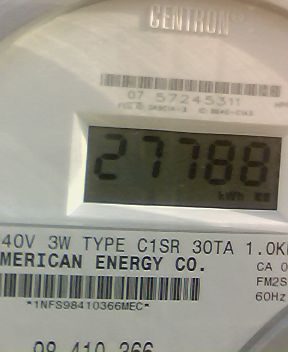 CENTRON
07 57245311
27788
kWh
40V 3W TYPE C1SR 30TA 1.0K
MERICAN ENERGY CO.
CA 0
FM2S
60Hz
*1NFS98410366MEC*
98 410 366